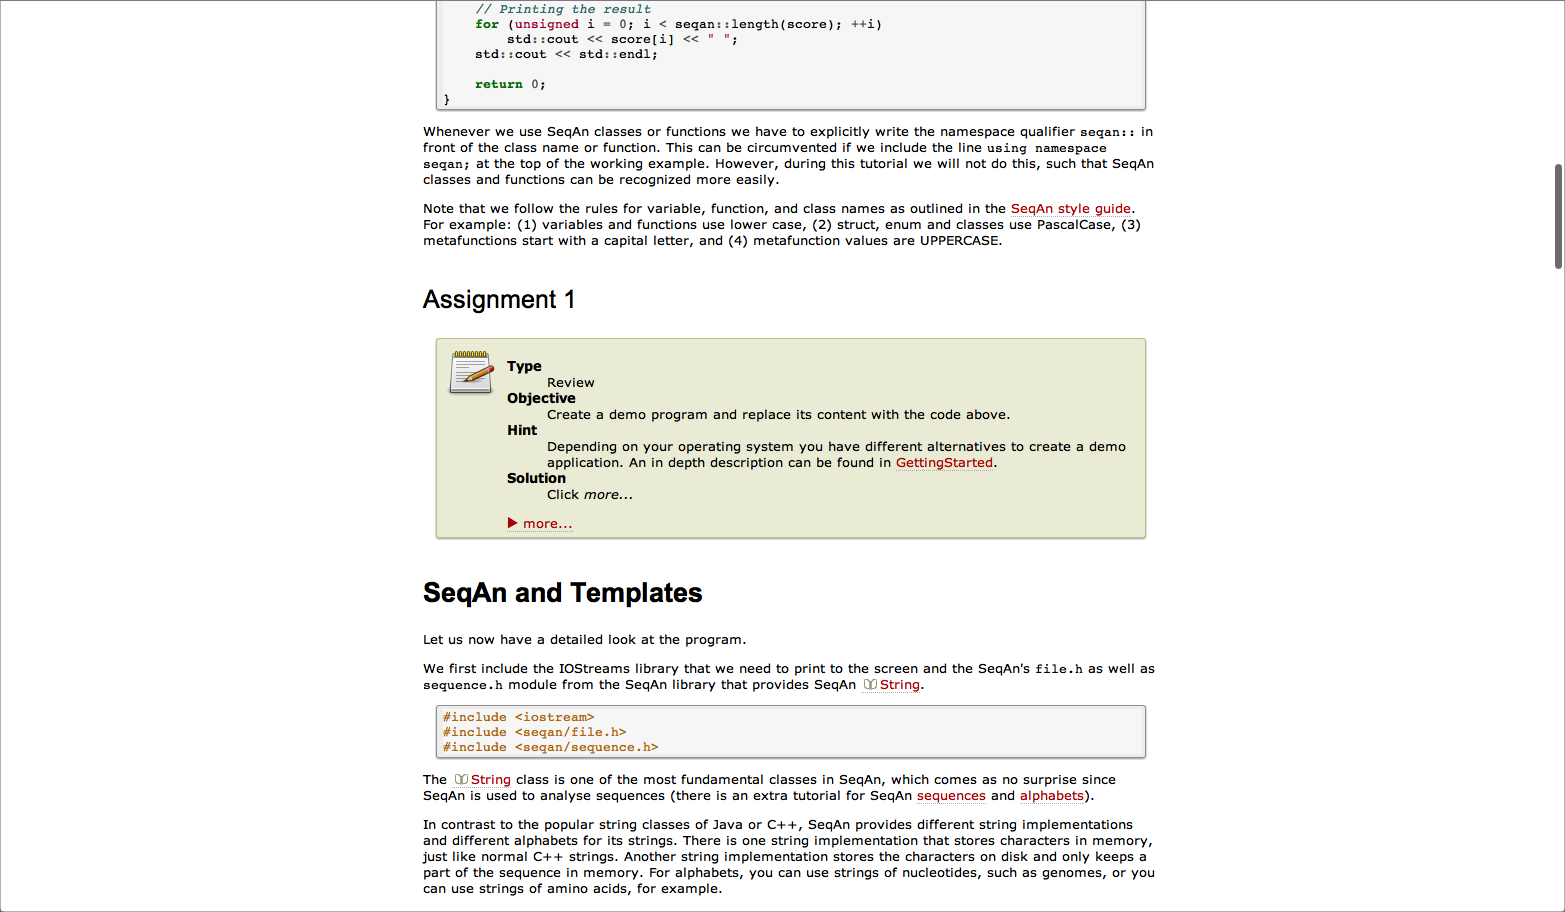 // Printing the result
for (unsigned i = 0; i < seqan::length(score); ++i)
std::cout << score[i] << " ";
std::cout << std::endl;
return 0;
}
Whenever we use SeqAn classes or functions we have to explicitly write the namespace qualifier seqan:: in
front of the class name or function. This can be circumvented if we include the line using namespace
seqan; at the top of the working example. However, during this tutorial we will not do this, such that SeqAn
classes and functions can be recognized more easily.
Note that we follow the rules for variable, function, and class names as outlined in the SeqAn style guide.
For example: (1) variables and functions use lower case, (2) struct, enum and classes use PascalCase, (3)
metafunctions start with a capital letter, and (4) metafunction values are UPPERCASE.
Assignment 1
Type
Review
Objective
Create a demo program and replace its content with the code above.
Hint
Depending on your operating system you have different alternatives to create a demo
application. An in depth description can be found in GettingStarted.
Solution
Click more...
▶ more...
SeqAn and Templates
Let us now have a detailed look at the program.
We first include the IOStreams library that we need to print to the screen and the SeqAn's file.h as well as
sequence.h module from the SeqAn library that provides SeqAn String.
#include <iostream>
#include <seqan/file.h>
#include <seqan/sequence.h>
The String class is one of the most fundamental classes in SeqAn, which comes as no surprise since
SeqAn is used to analyse sequences (there is an extra tutorial for SeqAn sequences and alphabets).
In contrast to the popular string classes of Java or C++, SeqAn provides different string implementations
and different alphabets for its strings. There is one string implementation that stores characters in memory,
just like normal C++ strings. Another string implementation stores the characters on disk and only keeps a
part of the sequence in memory. For alphabets, you can use strings of nucleotides, such as genomes, or you
can use strings of amino acids, for example.